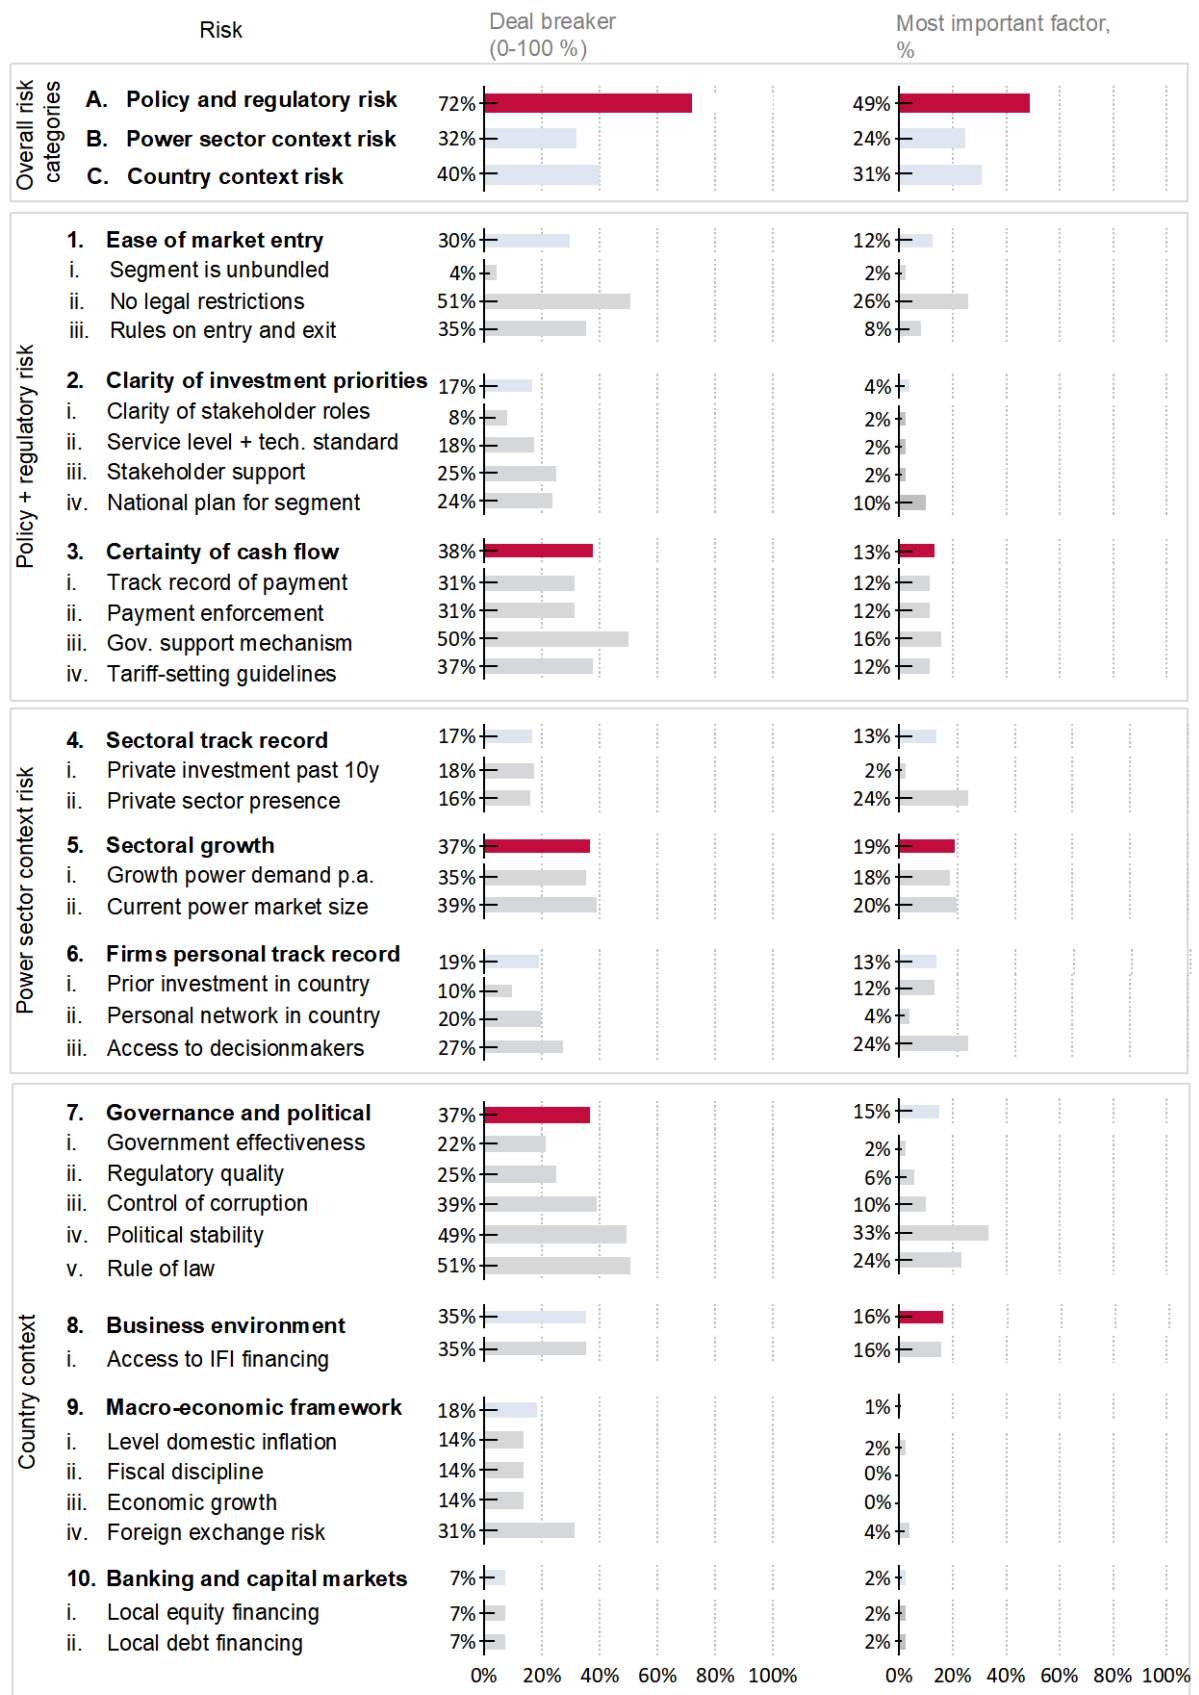 Risk
Deal breaker
(0-100 %)
Most important factor,
%
Overall risk
categories
A. Policy and regulatory risk 72% 49%
B. Power sector context risk 32% 24%
C. Country context risk 40% 31%
Policy + regulatory risk
1. Ease of market entry 30% 12%
i. Segment is unbundled 4% 2%
ii. No legal restrictions 51% 26%
iii. Rules on entry and exit 35% 8%
2. Clarity of investment priorities 17% 4%
i. Clarity of stakeholder roles 8% 2%
ii. Service level + tech. standard 18% 2%
iii. Stakeholder support 25% 2%
iv. National plan for segment 24% 10%
3. Certainty of cash flow 38% 13%
i. Track record of payment 31% 12%
ii. Payment enforcement 31% 12%
iii. Gov. support mechanism 50% 16%
iv. Tariff-setting guidelines 37% 12%
Power sector context risk
4. Sectoral track record 17% 13%
i. Private investment past 10y 18% 2%
ii. Private sector presence 16% 24%
5. Sectoral growth 37% 19%
i. Growth power demand p.a. 35% 18%
ii. Current power market size 39% 20%
6. Firms personal track record 19% 13%
i. Prior investment in country 10% 12%
ii. Personal network in country 20% 4%
iii. Access to decisionmakers 27% 24%
Country context
7. Governance and political 37% 15%
i. Government effectiveness 22% 2%
ii. Regulatory quality 25% 6%
iii. Control of corruption 39% 10%
iv. Political stability 49% 33%
v. Rule of law 51% 24%
8. Business environment 35% 16%
i. Access to IFI financing 35% 16%
9. Macro-economic framework 18% 1%
i. Level domestic inflation 14% 2%
ii. Fiscal discipline 14% 0%
iii. Economic growth 14% 0%
iv. Foreign exchange risk 31% 4%
10. Banking and capital markets 7% 2%
i. Local equity financing 7% 2%
ii. Local debt financing 7% 2%
0% 20% 40% 60% 80% 100% 0% 20% 40% 60% 80% 100%